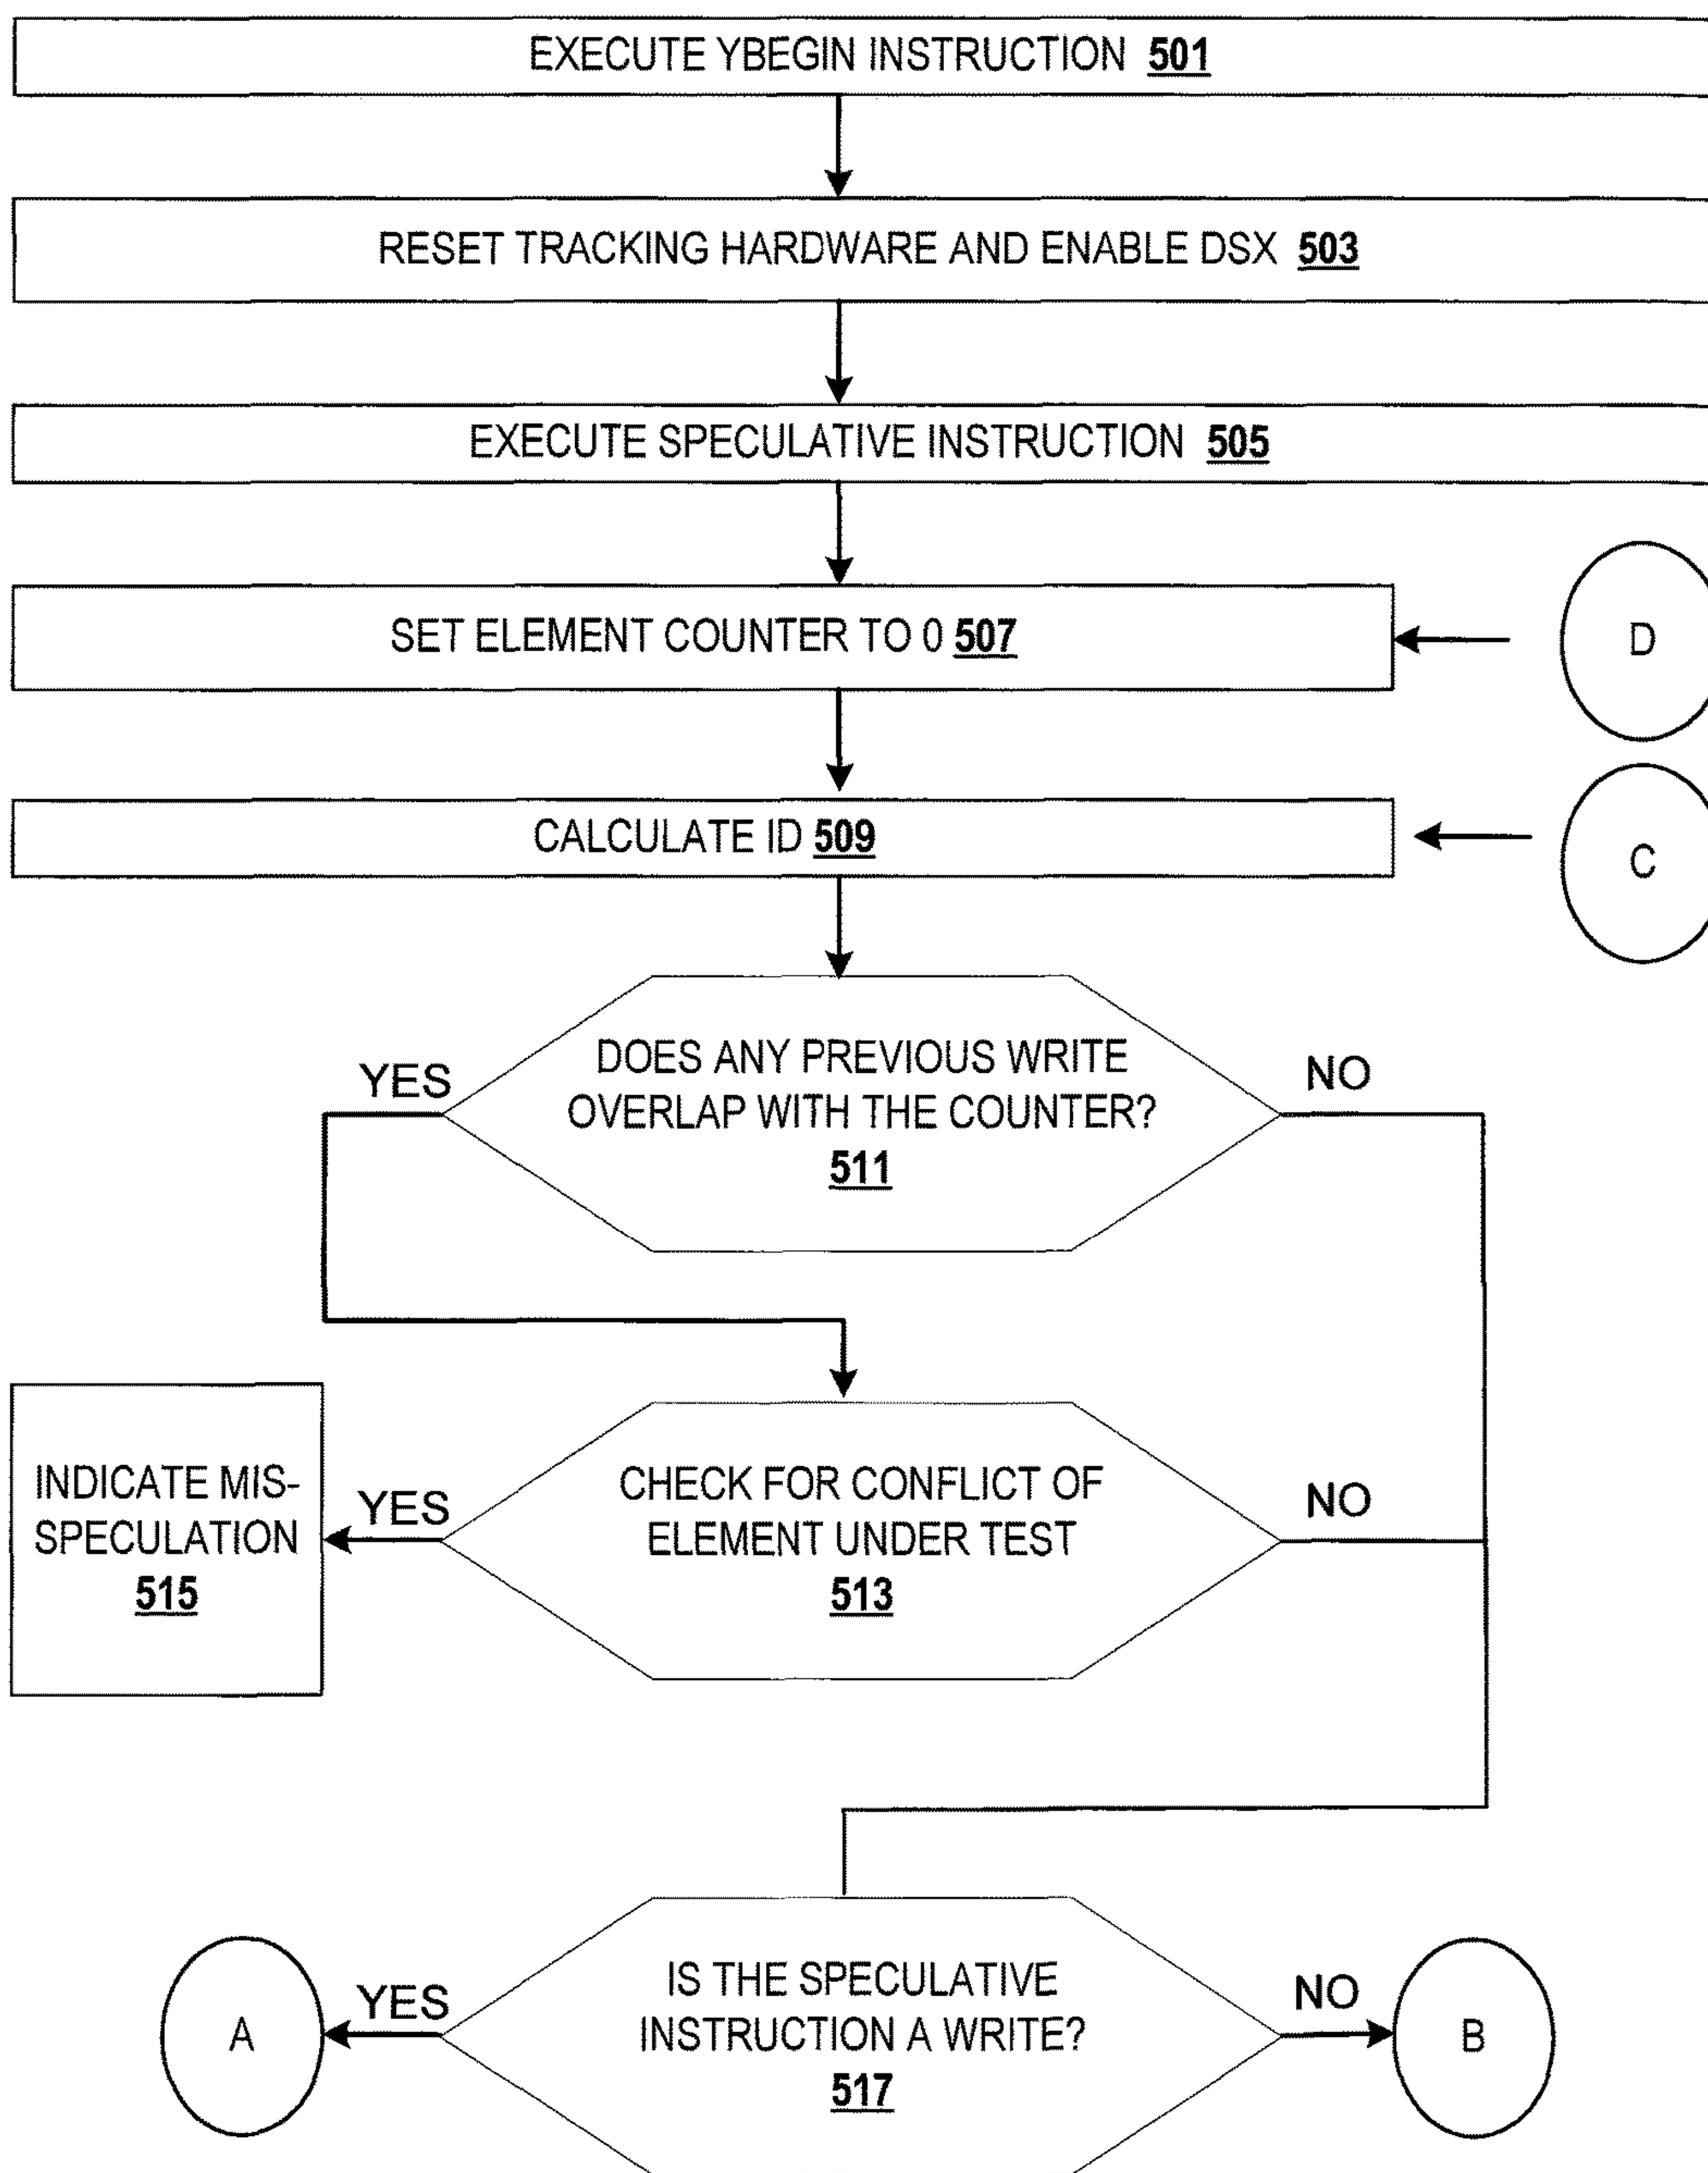 EXECUTE YBEGIN INSTRUCTION 501
RESET TRACKING HARDWARE AND ENABLE DSX 503
EXECUTE SPECULATIVE INSTRUCTION 505
SET ELEMENT COUNTER TO 0 507
D
CALCULATE ID 509
C
YES
DOES ANY PREVIOUS WRITE
OVERLAP WITH THE COUNTER?
511
NO
INDICATE MIS-
SPECULATION
515
YES
CHECK FOR CONFLICT OF
ELEMENT UNDER TEST
513
NO
A
YES
IS THE SPECULATIVE
INSTRUCTION A WRITE?
517
NO
B